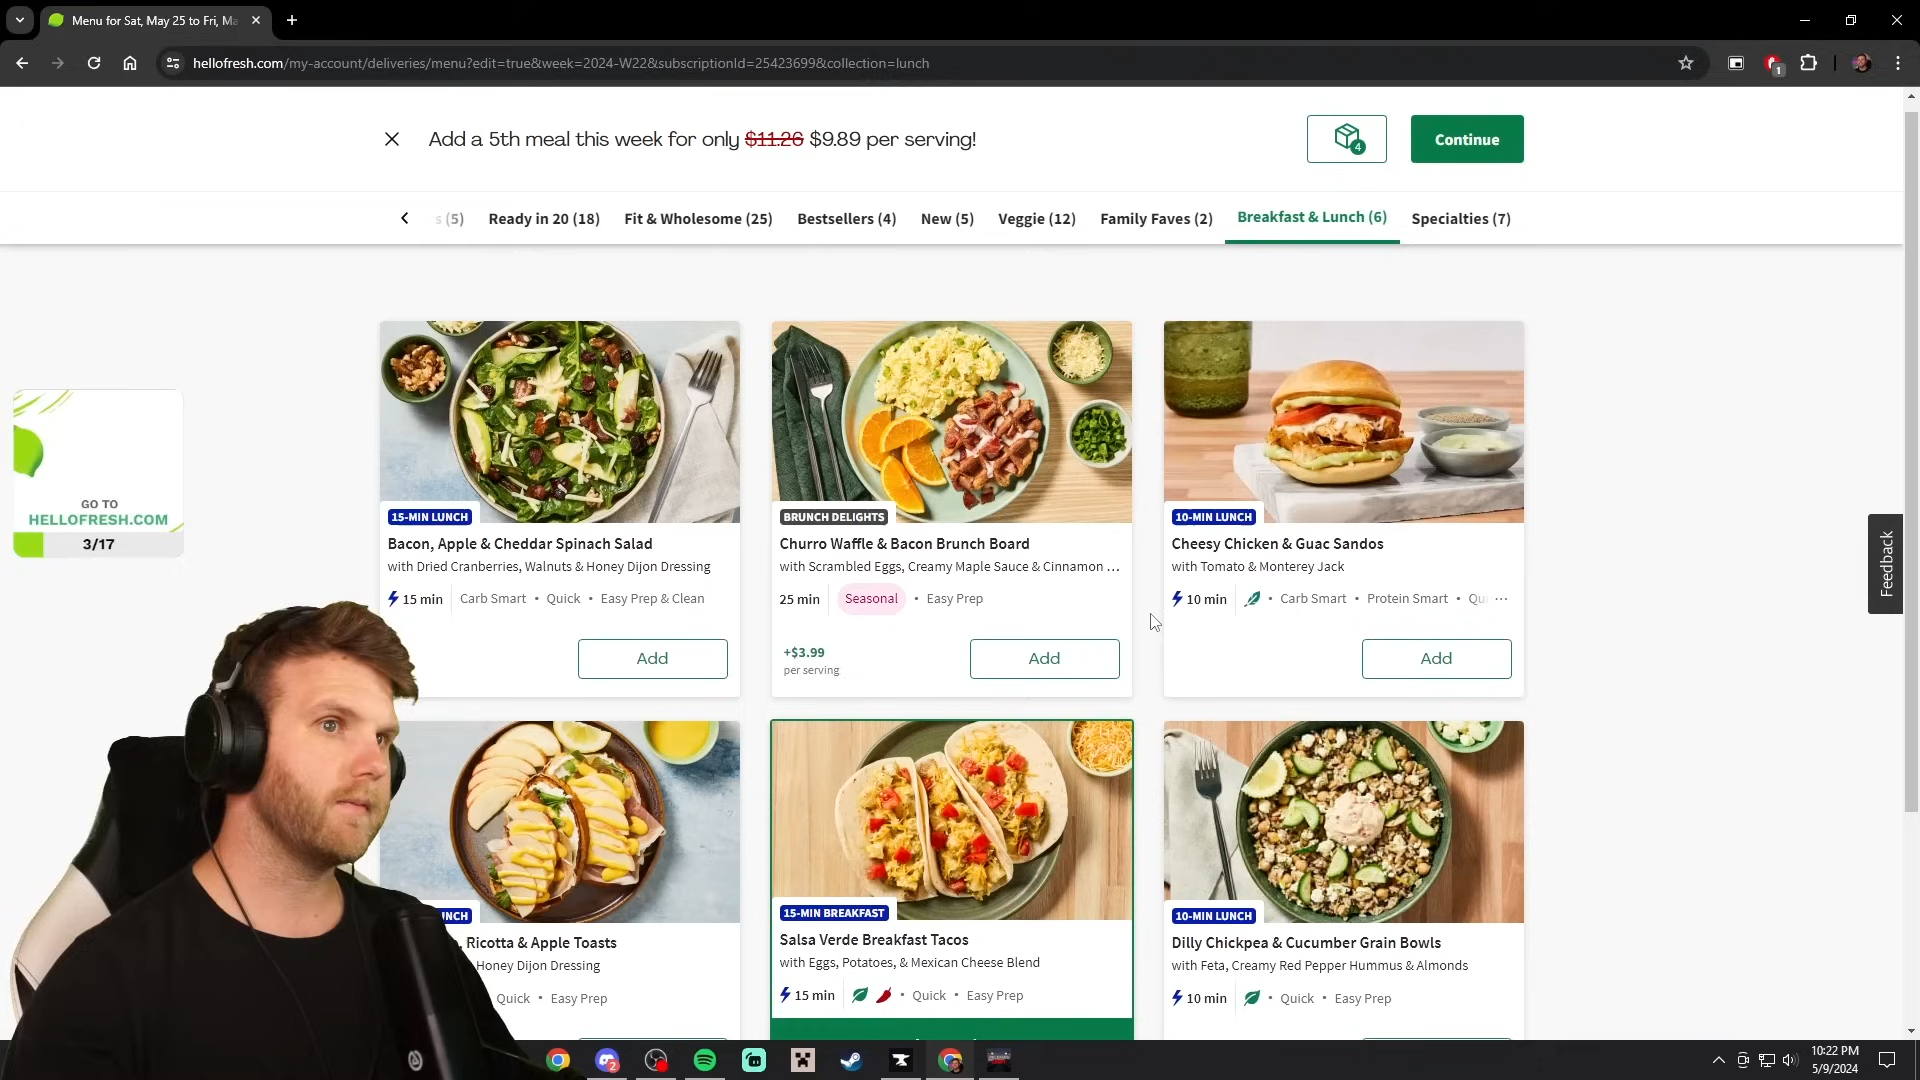 Menu for Sat, May 25 to Fri, Ma
hellofresh.com/my-account/deliveries/menu?edit=true&week=2024-W22&subscriptionId=25423699&collection=lunch
1
Add a 5th meal this week for only $11.26 $9.89 per serving!
4
Continue
s (5) Ready in 20 (18) Fit & Wholesome (25) Bestsellers (4) New (5) Veggie (12) Family Faves (2) Breakfast & Lunch (6) Specialties (7)
GO TO
HELLOFRESH.COM
3/17
Feedback
15-MIN LUNCH
Bacon, Apple & Cheddar Spinach Salad
with Dried Cranberries, Walnuts & Honey Dijon Dressing
15 min Carb Smart • Quick • Easy Prep & Clean
Add
BRUNCH DELIGHTS
Churro Waffle & Bacon Brunch Board
with Scrambled Eggs, Creamy Maple Sauce & Cinnamon ...
25 min Seasonal • Easy Prep
+$3.99
per serving
Add
10-MIN LUNCH
Cheesy Chicken & Guac Sandos
with Tomato & Monterey Jack
10 min • Carb Smart • Protein Smart • Qu ...
Add
Ricotta & Apple Toasts
Honey Dijon Dressing
Quick • Easy Prep
15-MIN BREAKFAST
Salsa Verde Breakfast Tacos
with Eggs, Potatoes, & Mexican Cheese Blend
15 min • Quick • Easy Prep
10-MIN LUNCH
Dilly Chickpea & Cucumber Grain Bowls
with Feta, Creamy Red Pepper Hummus & Almonds
10 min • Quick • Easy Prep
2
10:22 PM
5/9/2024